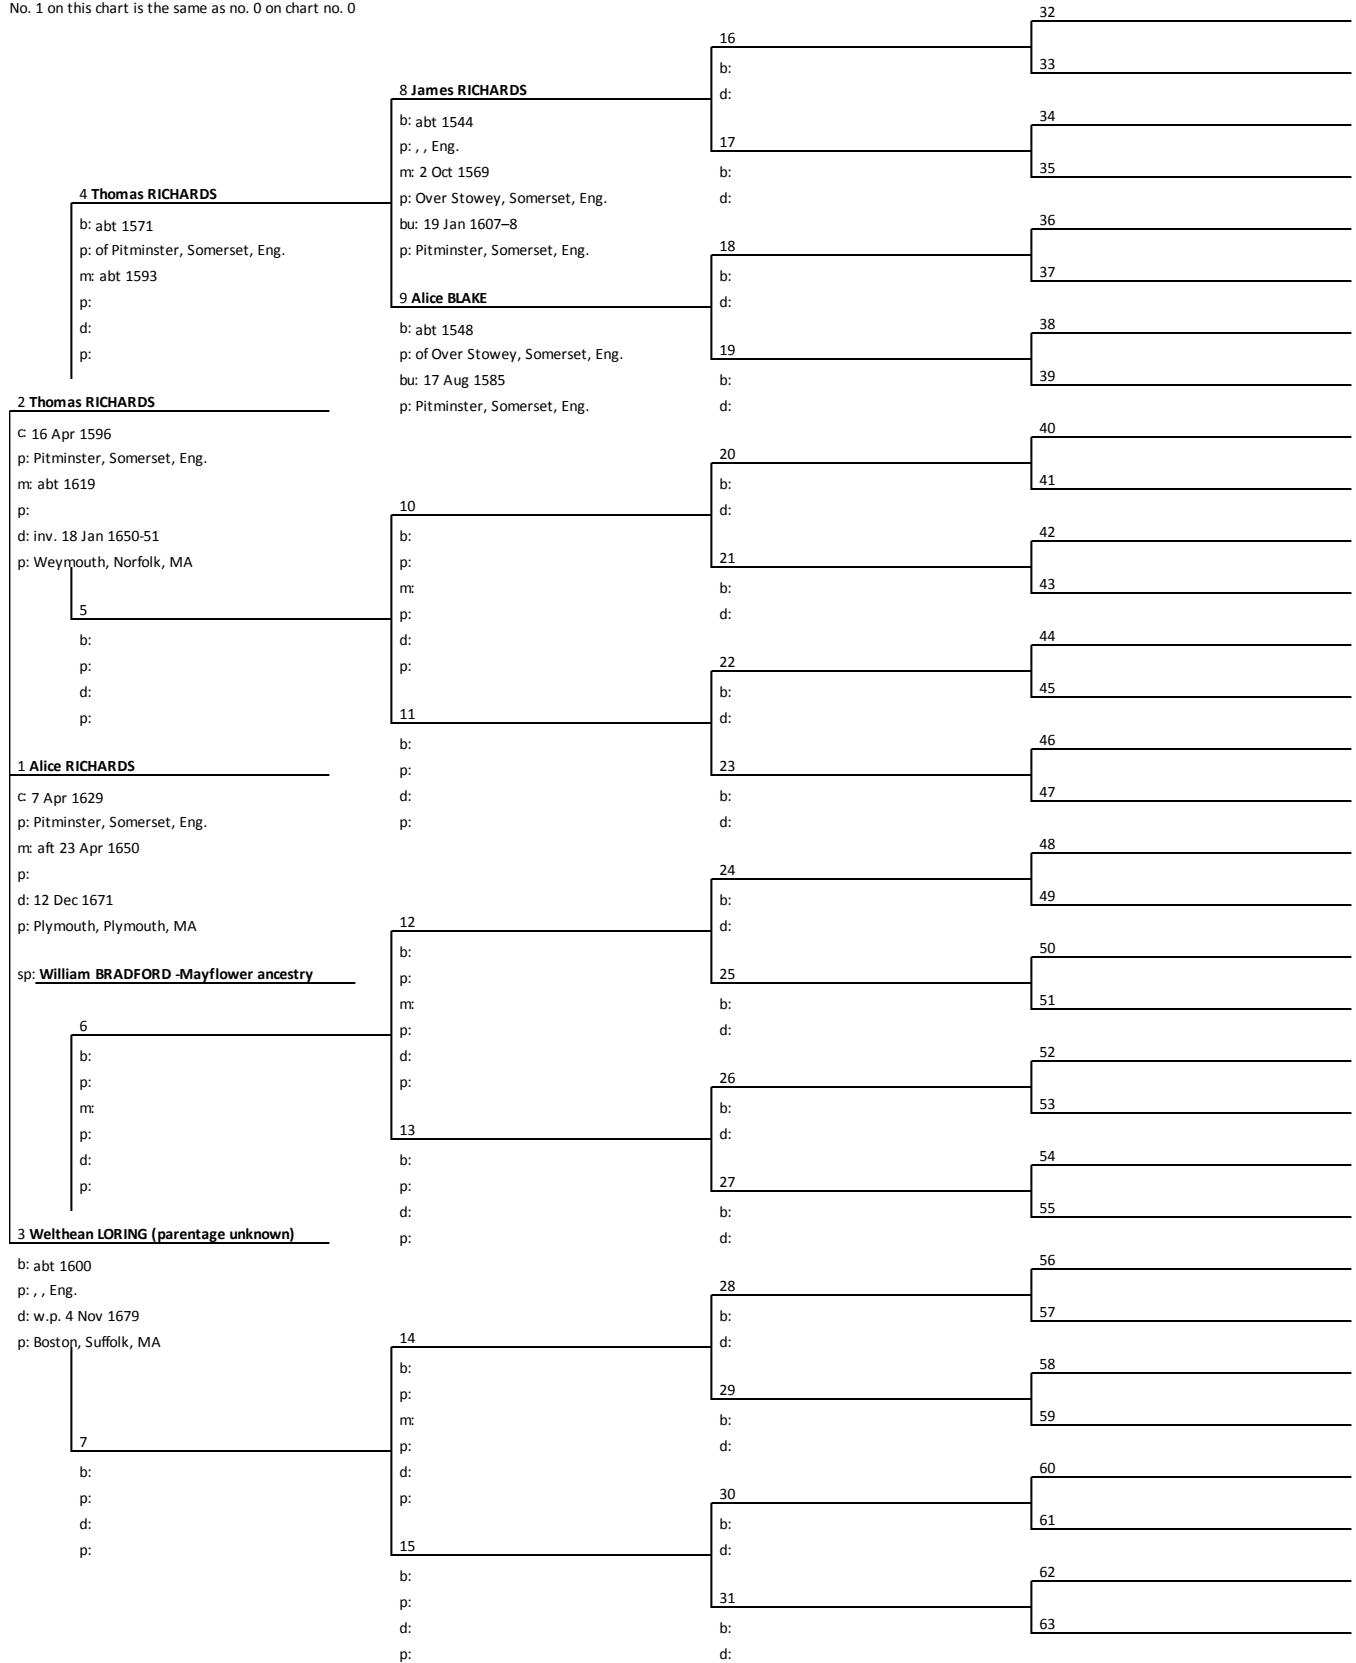 No. 1 on this chart is the same as no. 0 on chart no. 0
4 Thomas RICHARDS
b: abt 1571
p: of Pitminster, Somerset, Eng.
m: abt 1593
p:
d:
p:
2 Thomas RICHARDS
c: 16 Apr 1596
p: Pitminster, Somerset, Eng.
m: abt 1619
p:
d: inv. 18 Jan 1650-51
p: Weymouth, Norfolk, MA
5
b:
p:
d:
p:
1 Alice RICHARDS
c: 7 Apr 1629
p: Pitminster, Somerset, Eng.
m: aft 23 Apr 1650
p:
d: 12 Dec 1671
p: Plymouth, Plymouth, MA
sp: William BRADFORD -Mayflower ancestry
6
b:
p:
m:
p:
d:
p:
3 Welthean LORING (parentage unknown)
b: abt 1600
p: , , Eng.
d: w.p. 4 Nov 1679
p: Boston, Suffolk, MA
7
b:
p:
d:
p:
8 James RICHARDS
b: abt 1544
p: , , Eng.
m: 2 Oct 1569
p: Over Stowey, Somerset, Eng.
bu: 19 Jan 1607–8
p: Pitminster, Somerset, Eng.
9 Alice BLAKE
b: abt 1548
p: of Over Stowey, Somerset, Eng.
bu: 17 Aug 1585
p: Pitminster, Somerset, Eng.
10
b:
p:
m:
p:
d:
p:
11
b:
p:
d:
p:
12
b:
p:
m:
p:
d:
p:
13
b:
p:
d:
p:
14
b:
p:
m:
p:
d:
p:
15
b:
p:
d:
p:
16
b:
d:
17
b:
d:
18
b:
d:
19
b:
d:
20
b:
d:
21
b:
d:
22
b:
d:
23
b:
d:
24
b:
d:
25
b:
d:
26
b:
d:
27
b:
d:
28
b:
d:
29
b:
d:
30
b:
d:
31
b:
d:
32
33
34
35
36
37
38
39
40
41
42
43
44
45
46
47
48
49
50
51
52
53
54
55
56
57
58
59
60
61
62
63